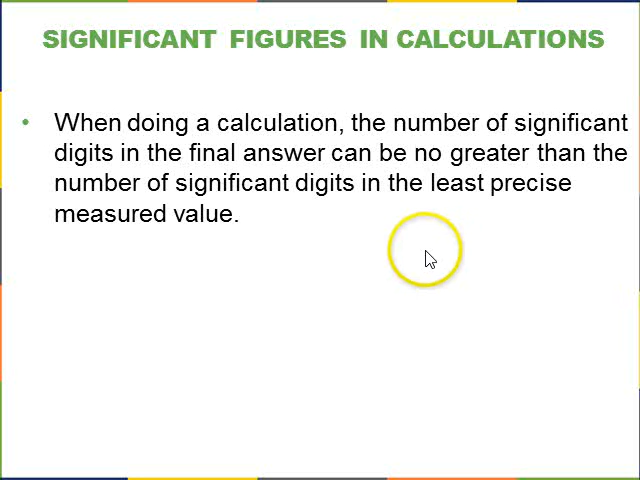 SIGNIFICANT FIGURES IN CALCULATIONS
• When doing a calculation, the number of significant
digits in the final answer can be no greater than the
number of significant digits in the least precise
measured value.